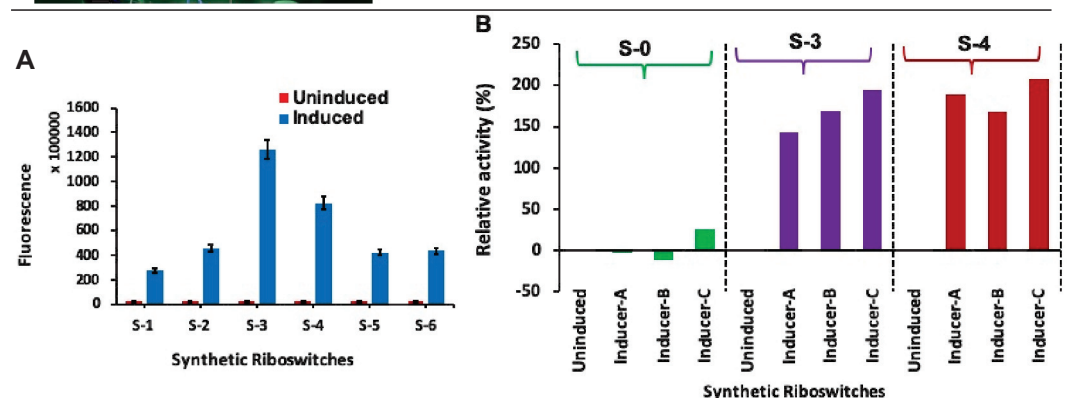 A
Fluorescence
x 100000
1600
1400
1200
1000
800
600
400
200
0
Uninduced
Induced
S-1 S-2 S-3 S-4 S-5 S-6
Synthetic Riboswitches
B
Relative activity (%)
250
200
150
100
50
0
-50
S-0 S-3 S-4
Uninduced Inducer-A Inducer-B Inducer-C Uninduced Inducer-A Inducer-B Inducer-C Uninduced Inducer-A Inducer-B Inducer-C
Synthetic Riboswitches